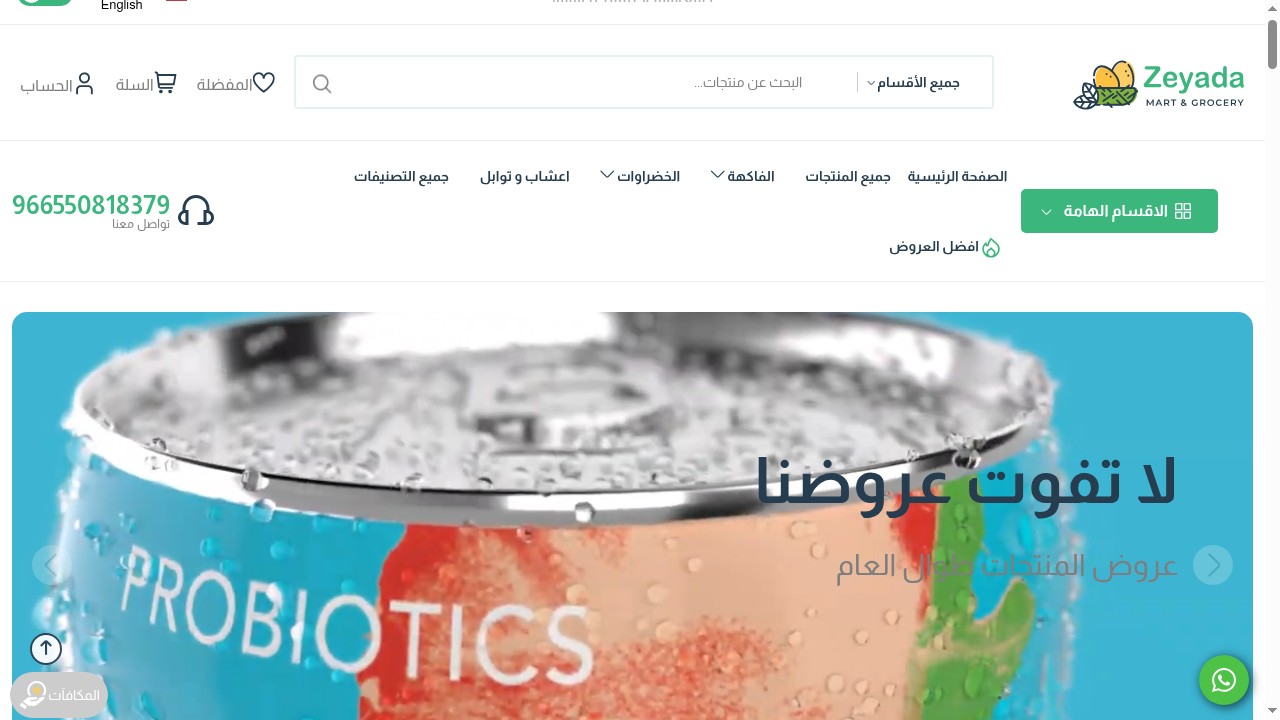 English
Zeyada
MART & GROCERY
جميع الأقسام
البحث عن منتجات...
المفضلة
السلة
الحساب
الاقسام الهامة
الصفحة الرئيسية
جميع المنتجات
الفاكهة
الخضراوات
اعشاب و توابل
جميع التصنيفات
افضل العروض
966550818379
تواصل معنا
لا تفوت عروضنا
عروض المنتجات طوال العام
PROBIOTICS
المكافآت